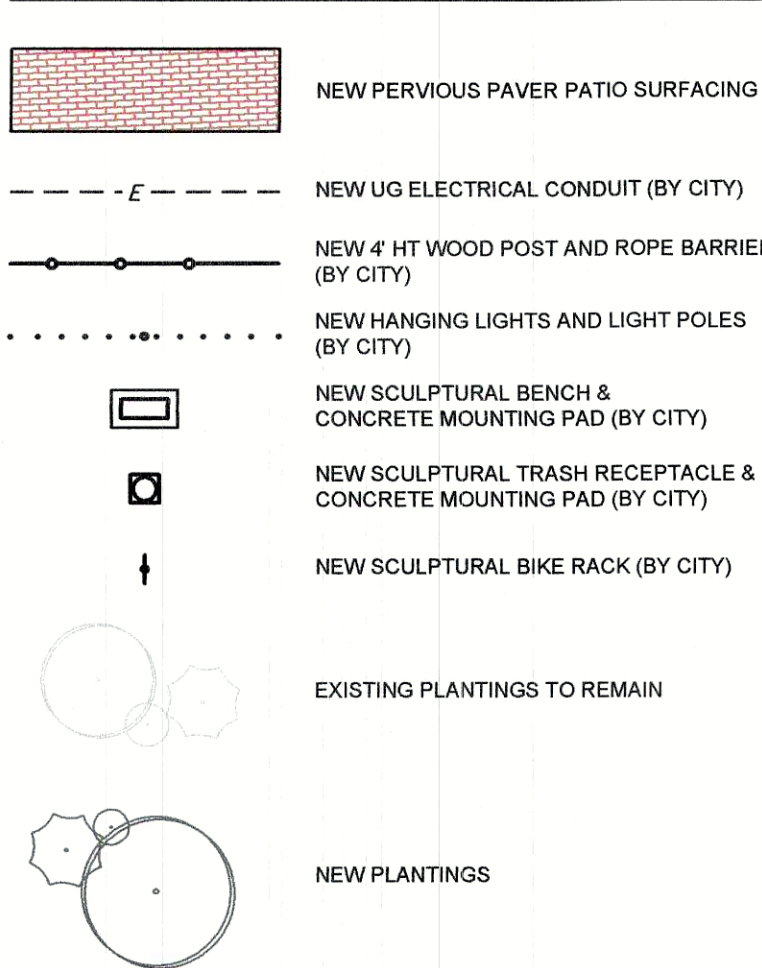 NEW PERVIOUS PAVER PATIO SURFACING
E
NEW UG ELECTRICAL CONDUIT (BY CITY)
NEW 4' HT WOOD POST AND ROPE BARRIER
(BY CITY)
NEW HANGING LIGHTS AND LIGHT POLES
(BY CITY)
NEW SCULPTURAL BENCH &
CONCRETE MOUNTING PAD (BY CITY)
NEW SCULPTURAL TRASH RECEPTACLE &
CONCRETE MOUNTING PAD (BY CITY)
NEW SCULPTURAL BIKE RACK (BY CITY)
EXISTING PLANTINGS TO REMAIN
NEW PLANTINGS